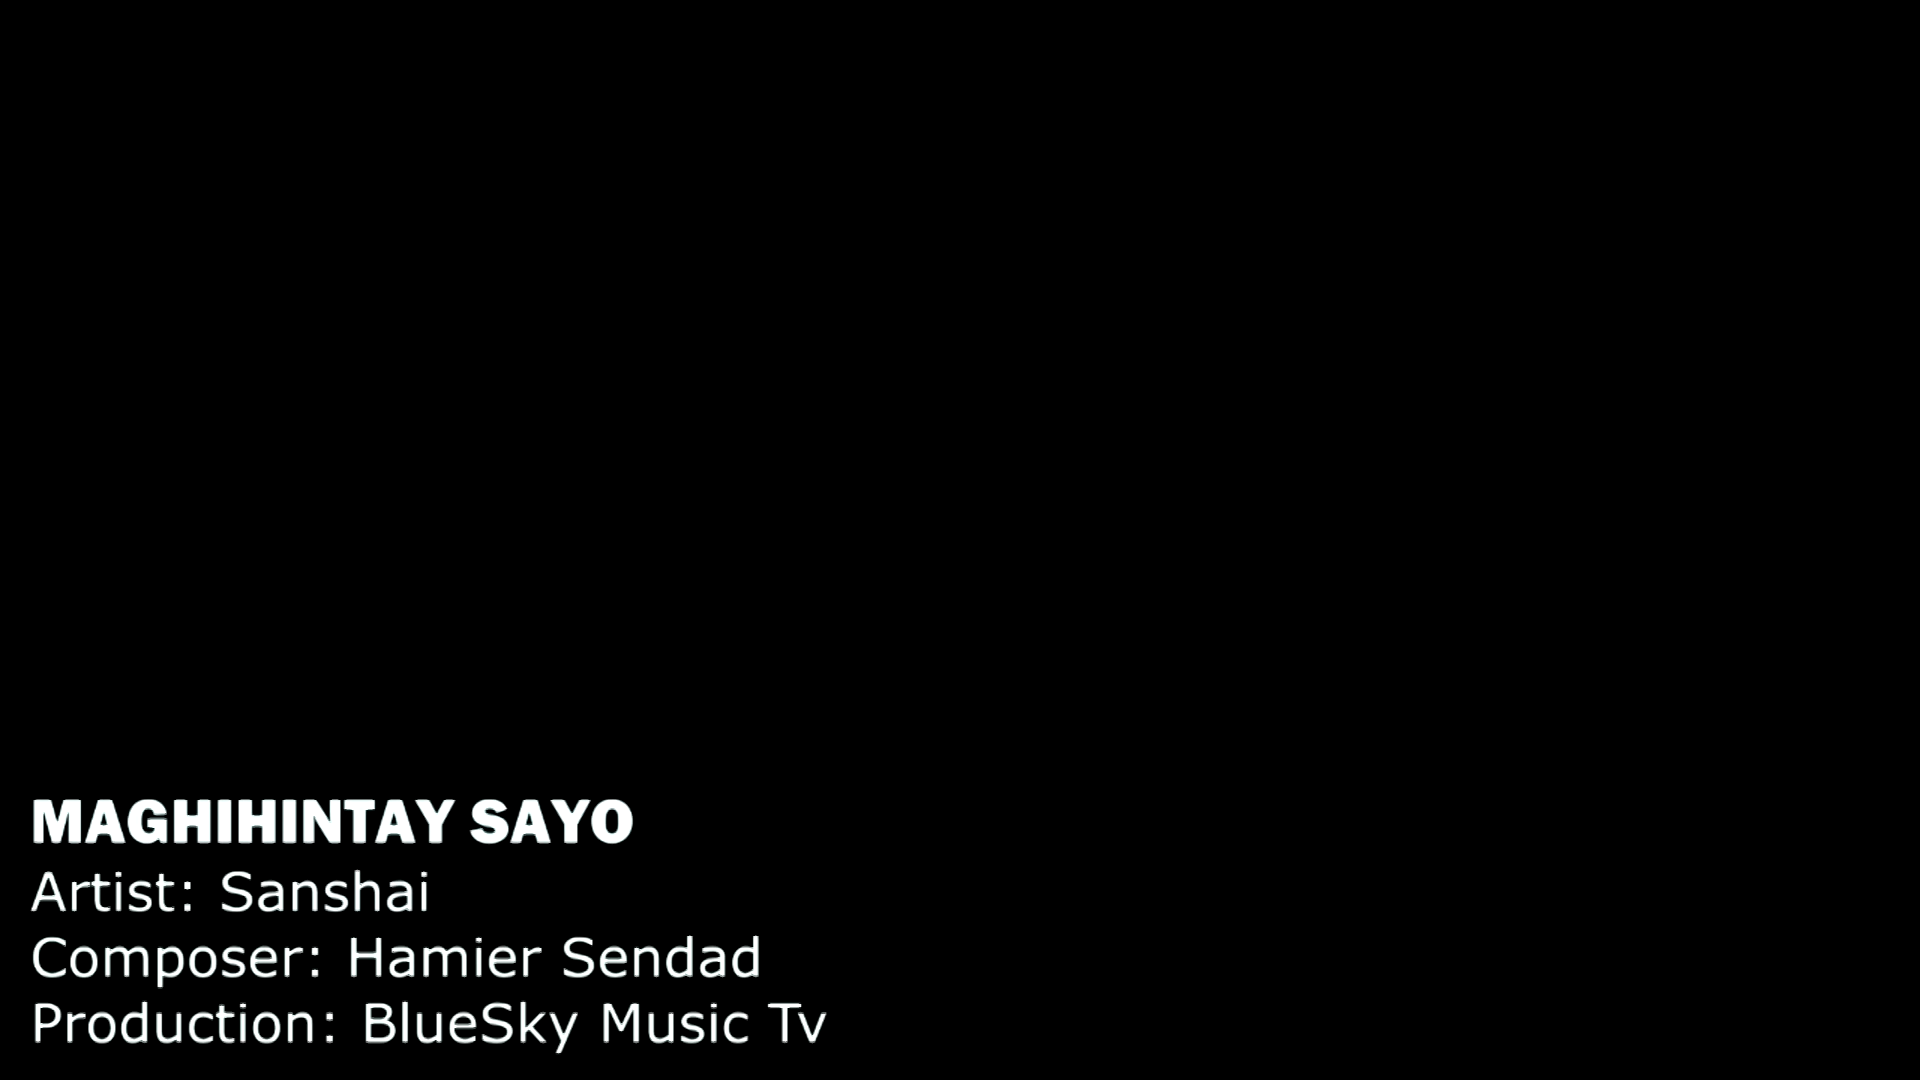 MAGHIHINTAY SAYO
Artist: Sanshai
Composer: Hamier Sendad
Production: BlueSky Music Tv